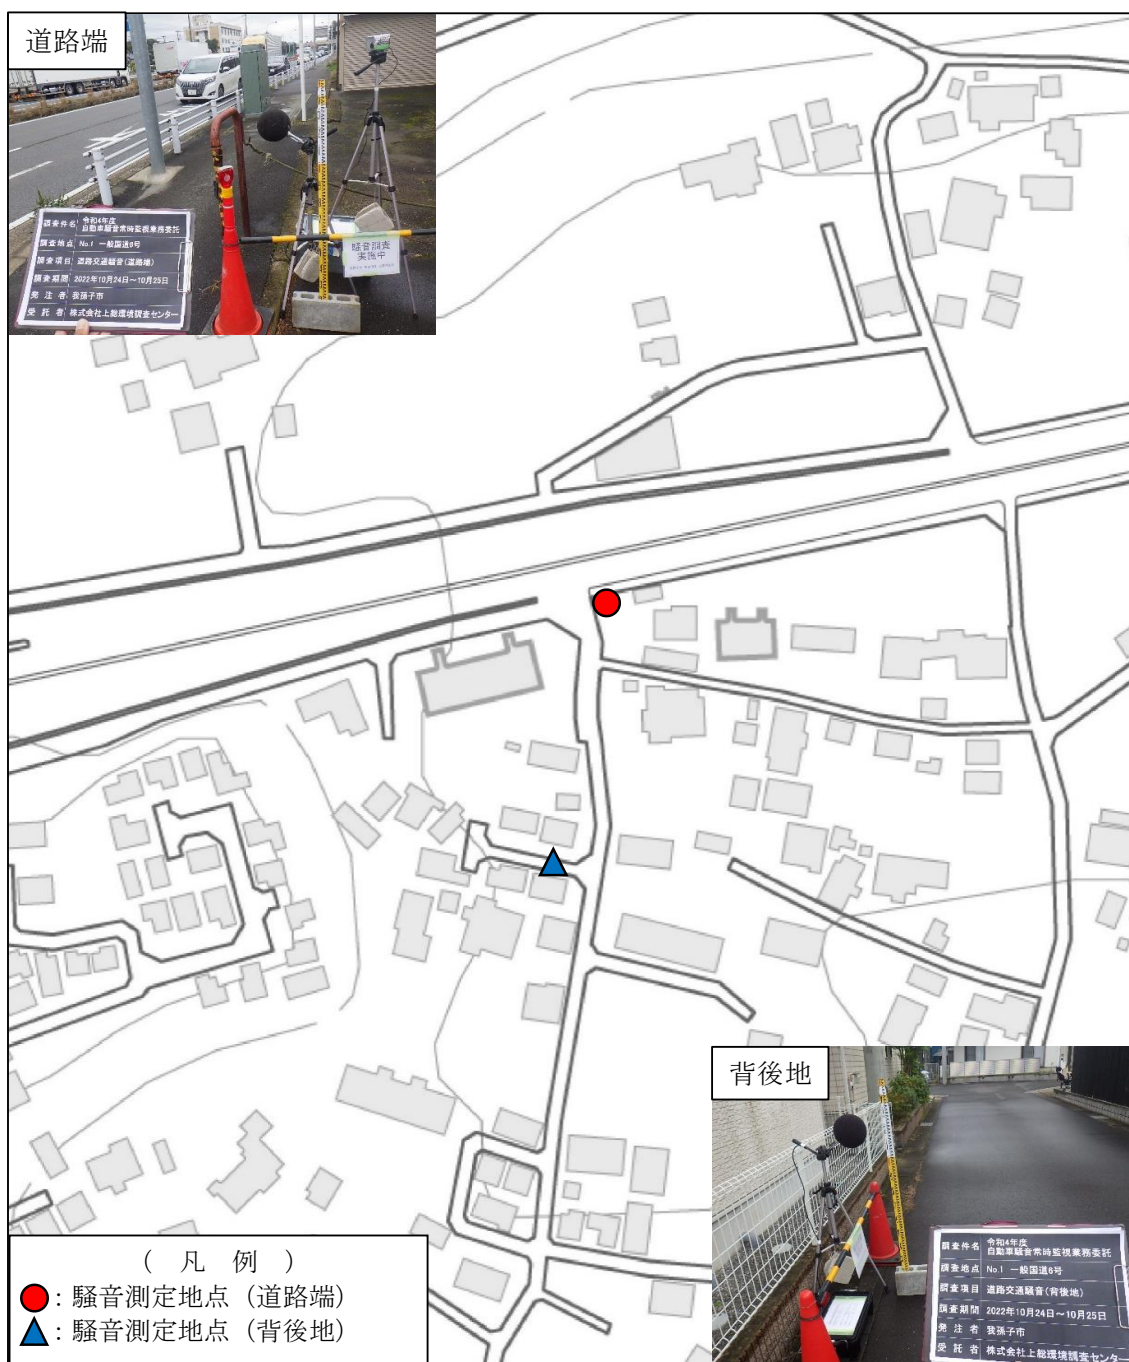 道路端
騒音調査
実施中
調査件名 令和4年度
自動車騒音常時監視業務委託
調査地点 No.1 一般国道6号
調査項目 道路交通騒音(道路端)
調査期間 2022年10月24日～10月25日
発注者 我孫子市
受託者 株式会社上総環境調査センター
背後地
調査件名 令和4年度
自動車騒音常時監視業務委託
調査地点 No.1 一般国道6号
調査項目 道路交通騒音(背後地)
調査期間 2022年10月24日～10月25日
発注者 我孫子市
受託者 株式会社上総環境調査センター
(凡例)
:騒音測定地点(道路端)
:騒音測定地点(背後地)